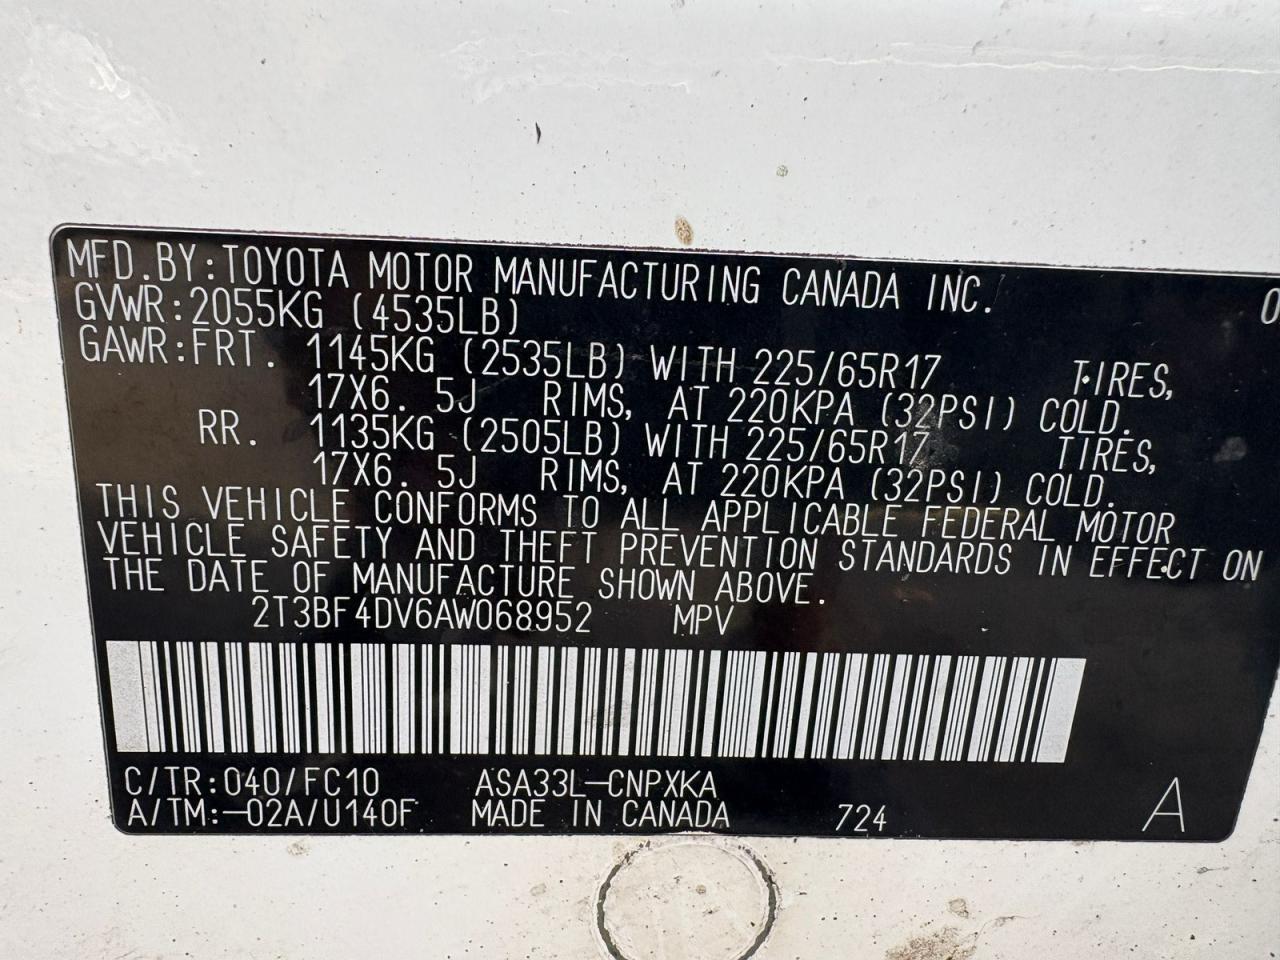 MFD.BY:TOYOTA MOTOR MANUFACTURING CANADA INC. 0
GVWR:2055KG (4535LB)
GAWR:FRT. 1145KG (2535LB) WITH 225/65R17 TIRES,
17X6. 5J RIMS, AT 220KPA (32PSI) COLD.
RR. 1135KG (2505LB) WITH 225/65R17 TIRES,
17X6. 5J RIMS, AT 220KPA (32PSI) COLD.
THIS VEHICLE CONFORMS TO ALL APPLICABLE FEDERAL MOTOR
VEHICLE SAFETY AND THEFT PREVENTION STANDARDS IN EFFECT ON
THE DATE OF MANUFACTURE SHOWN ABOVE.
2T3BF4DV6AW068952 MPV
C/TR:040/FC10 ASA33L-CNPXKA
A/TM:-02A/U140F MADE IN CANADA 724 A